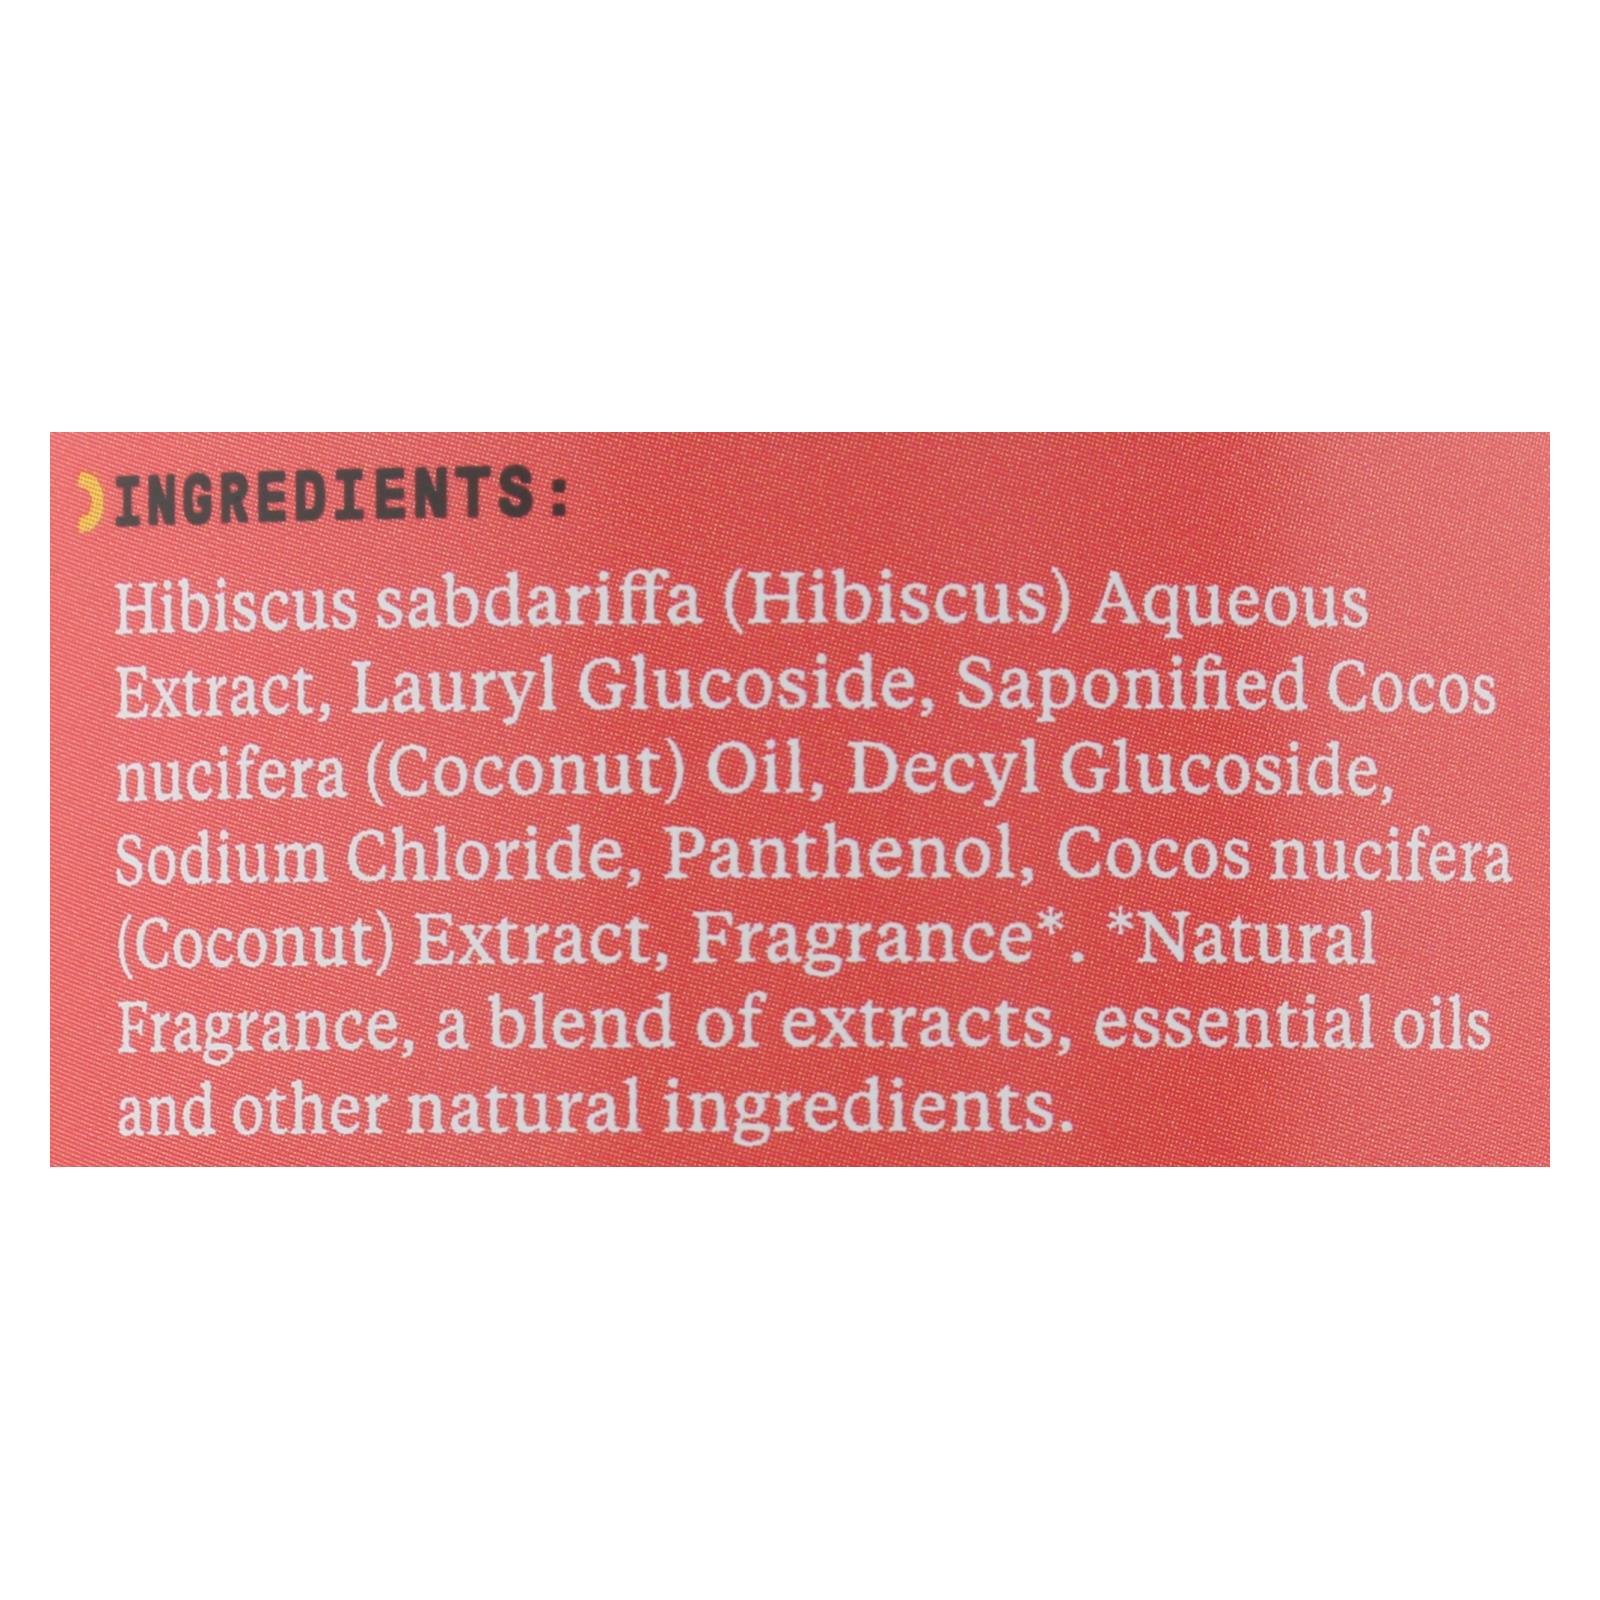 INGREDIENTS:
Hibiscus sabdariffa (Hibiscus) Aqueous
Extract, Lauryl Glucoside, Saponified Cocos
nucifera (Coconut) Oil, Decyl Glucoside,
Sodium Chloride, Panthenol, Cocos nucifera
(Coconut) Extract, Fragrance*. *Natural
Fragrance, a blend of extracts, essential oils
and other natural ingredients.